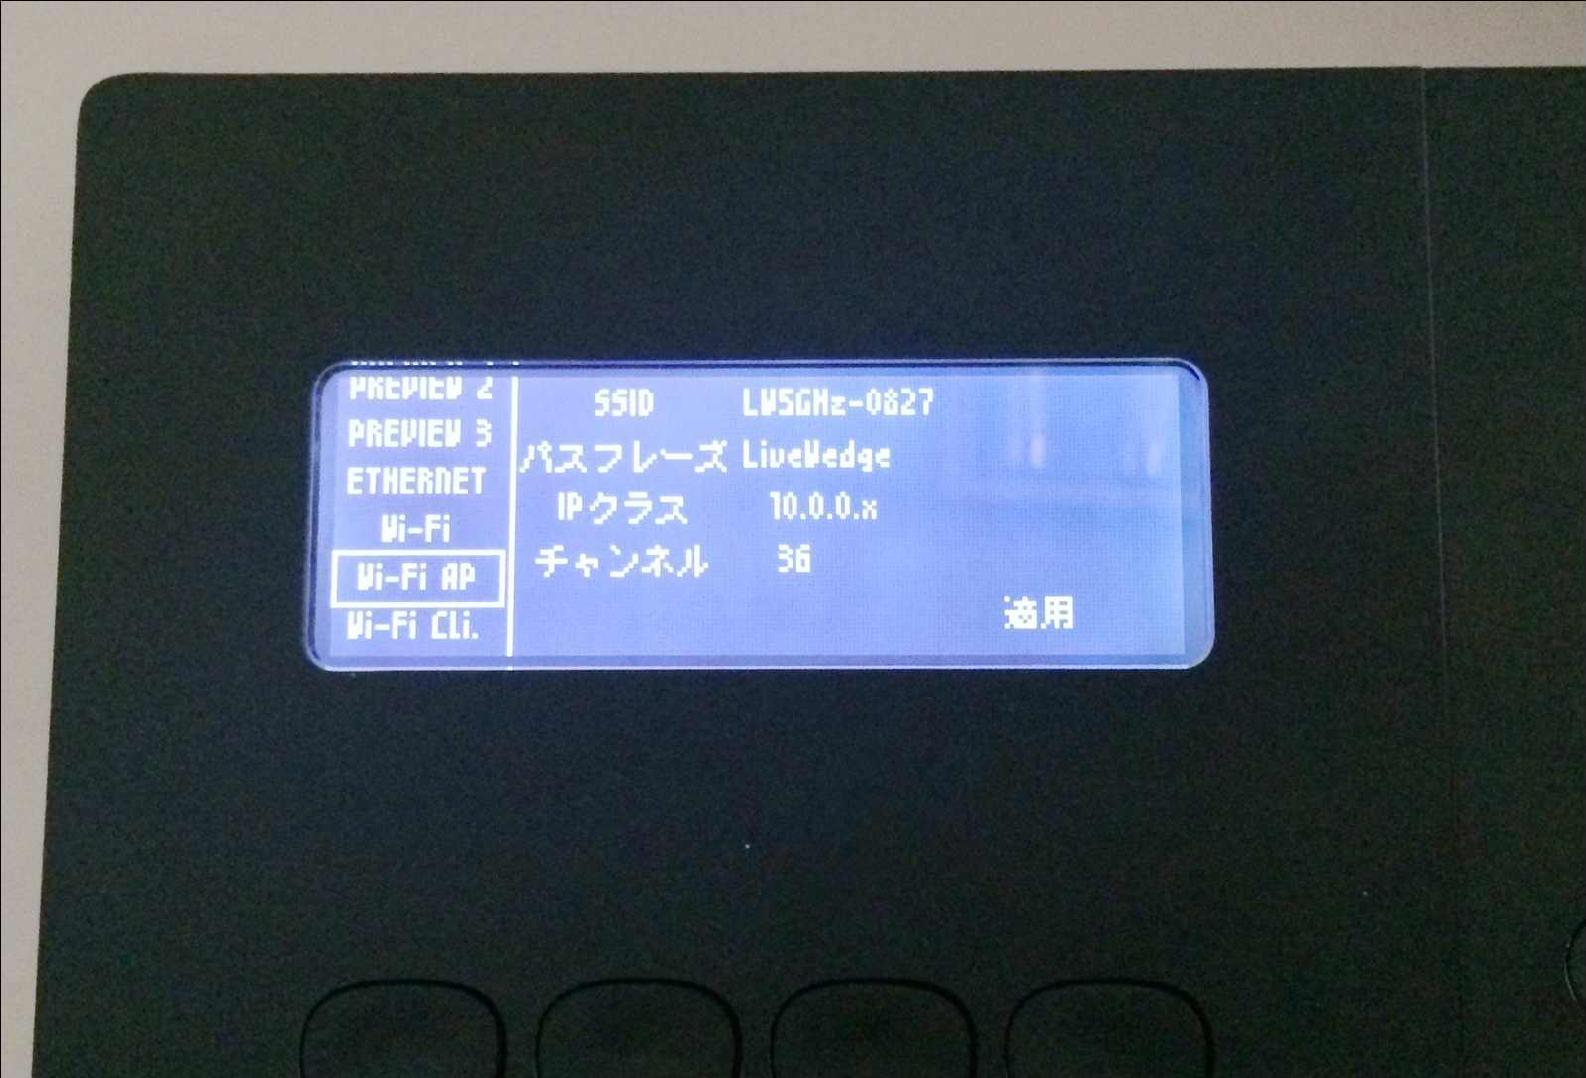 PREVIEW 2
PREVIEW 3
ETHERNET
Wi-Fi
Wi-Fi AP
Wi-Fi Cli.
SSID LW5GHz-0827
パスフレーズ LiveWedge
IPクラス 10.0.0.x
チャンネル 36
適用